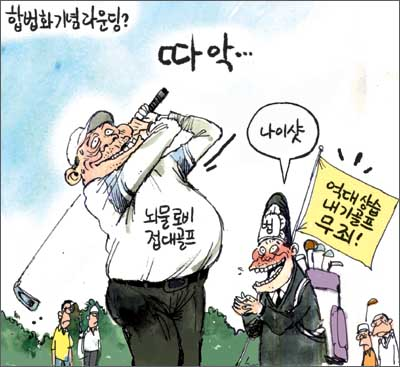 합법화 기념 라운딩?
따악...
나이샷
억대 상습
내기골프
무죄!
뇌물 로비
접대골프
법